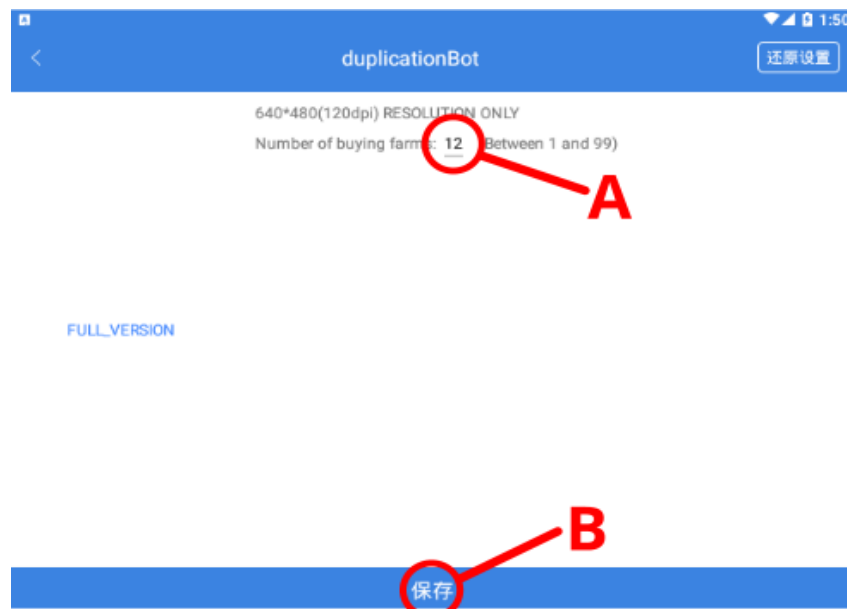 A 1:50
duplicationBot
还原设置
640*480(120dpi) RESOLUTION ONLY
Number of buying farms: 12 (Between 1 and 99)
A
FULL_VERSION
B
保存